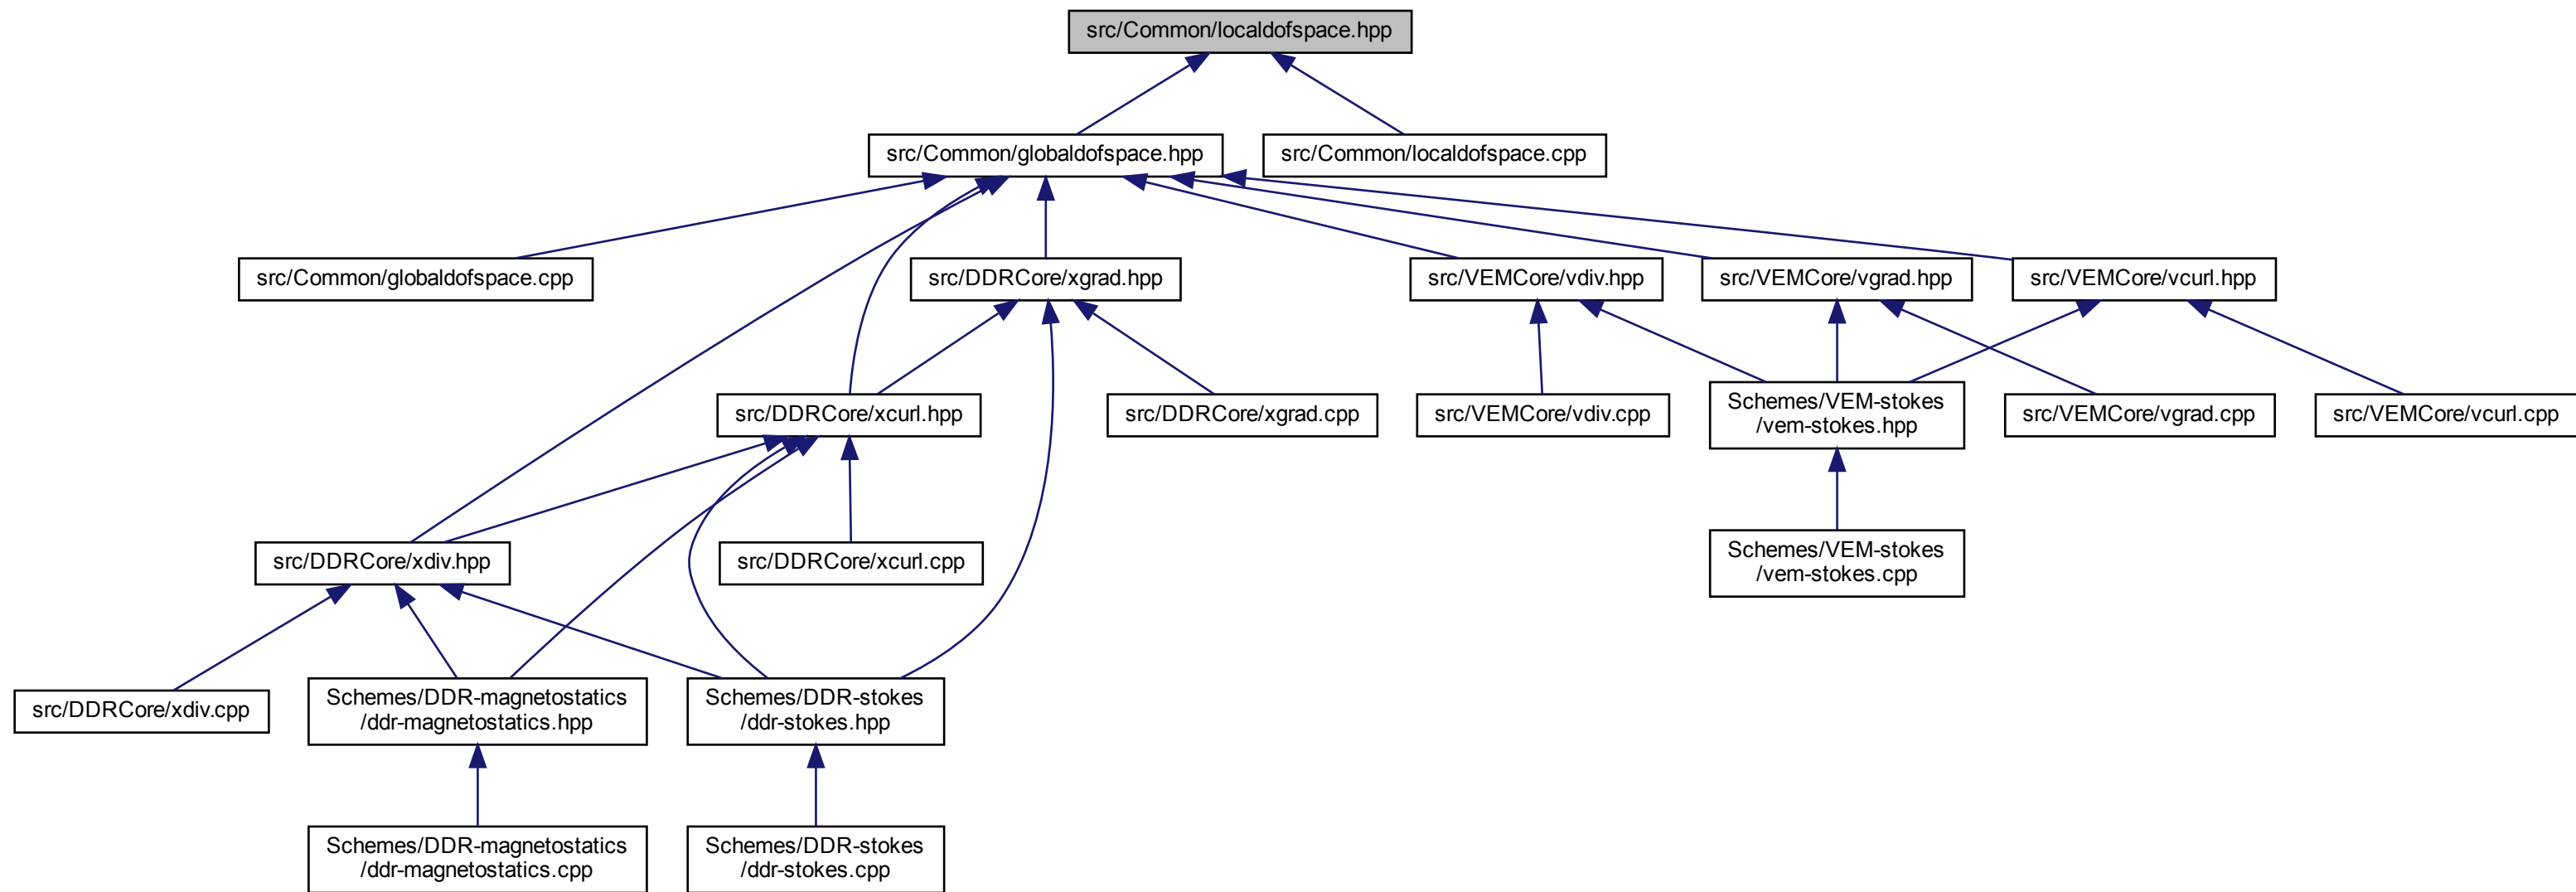 src/Common/localdofspace.hpp
src/Common/globaldofspace.hpp
src/Common/localdofspace.cpp
src/Common/globaldofspace.cpp
src/DDRCore/xgrad.hpp
src/VEMCore/vdiv.hpp
src/VEMCore/vgrad.hpp
src/VEMCore/vcurl.hpp
src/DDRCore/xcurl.hpp
src/DDRCore/xgrad.cpp
src/VEMCore/vdiv.cpp
Schemes/VEM-stokes
/vem-stokes.hpp
src/VEMCore/vgrad.cpp
src/VEMCore/vcurl.cpp
src/DDRCore/xdiv.hpp
src/DDRCore/xcurl.cpp
Schemes/VEM-stokes
/vem-stokes.cpp
src/DDRCore/xdiv.cpp
Schemes/DDR-magnetostatics
/ddr-magnetostatics.hpp
Schemes/DDR-stokes
/ddr-stokes.hpp
Schemes/DDR-magnetostatics
/ddr-magnetostatics.cpp
Schemes/DDR-stokes
/ddr-stokes.cpp